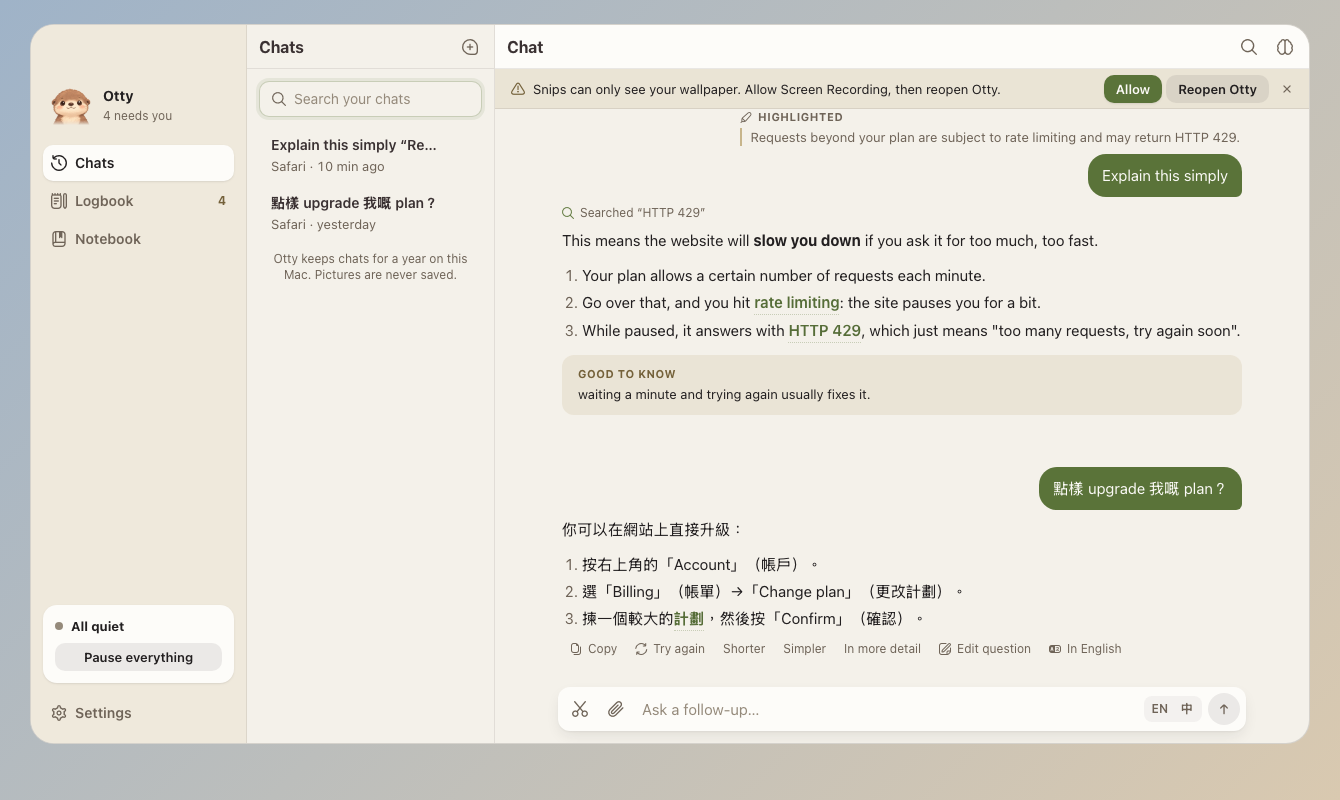 Otty
4 needs you
Chats
Logbook
4
Notebook
All quiet
Pause everything
Settings
Chats
Search your chats
Explain this simply “Re...
Safari · 10 min ago
點樣 upgrade 我嘅 plan？
Safari · yesterday
Otty keeps chats for a year on this
Mac. Pictures are never saved.
Chat
Snips can only see your wallpaper. Allow Screen Recording, then reopen Otty.
Allow
Reopen Otty
HIGHLIGHTED
Requests beyond your plan are subject to rate limiting and may return HTTP 429.
Explain this simply
Searched “HTTP 429”
This means the website will slow you down if you ask it for too much, too fast.
1. Your plan allows a certain number of requests each minute.
2. Go over that, and you hit rate limiting: the site pauses you for a bit.
3. While paused, it answers with HTTP 429, which just means "too many requests, try again soon".
GOOD TO KNOW
waiting a minute and trying again usually fixes it.
點樣 upgrade 我嘅 plan？
你可以在網站上直接升級：
1. 按右上角的「Account」（帳戶）。
2. 選「Billing」（帳單）→「Change plan」（更改計劃）。
3. 揀一個較大的計劃，然後按「Confirm」（確認）。
Copy
Try again
Shorter
Simpler
In more detail
Edit question
In English
Ask a follow-up...
EN 中